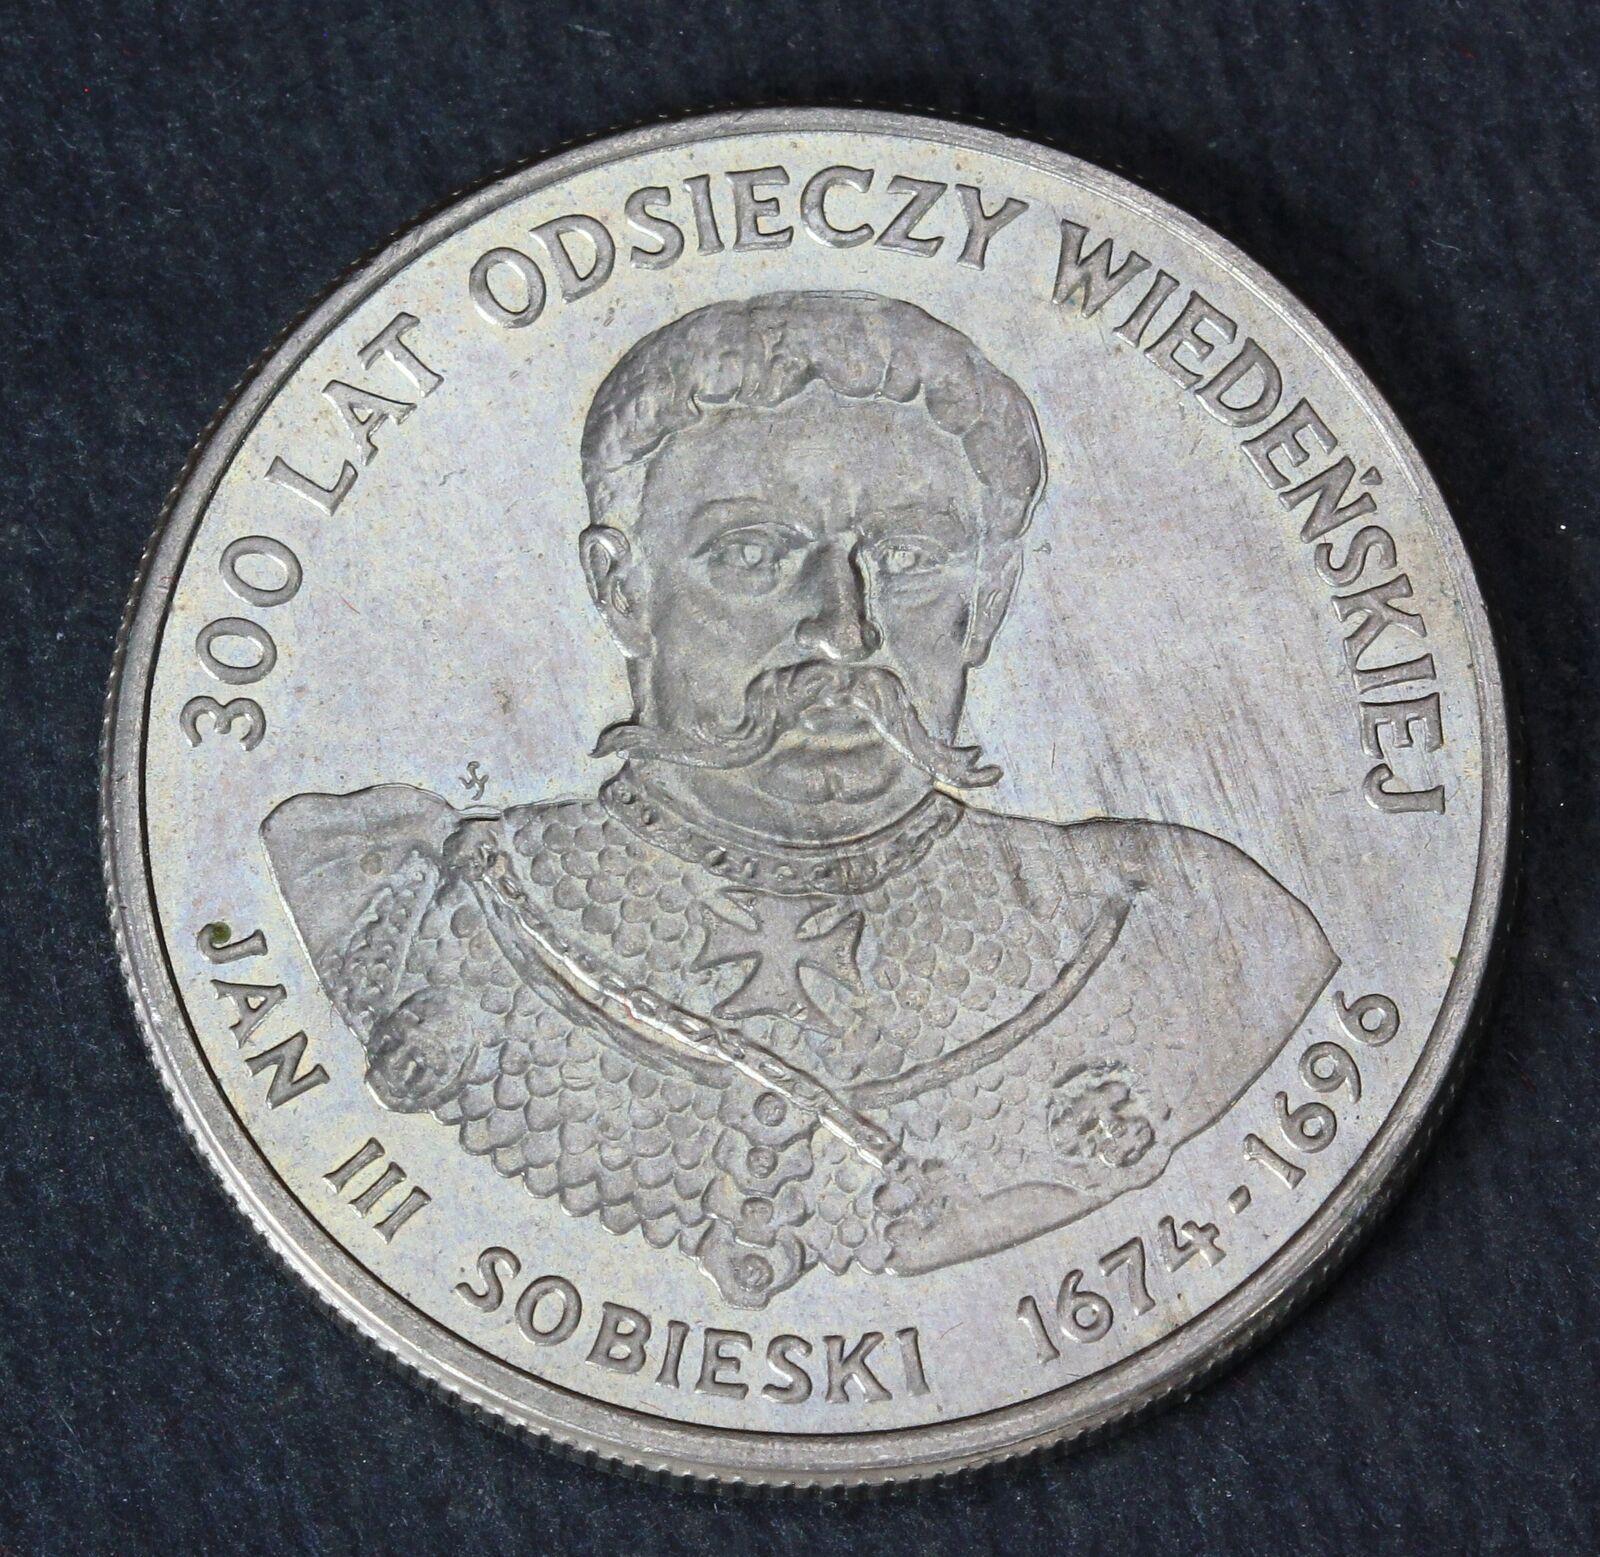 300 LAT ODSIECZY WIEDEŃSKIEJ
JAN III SOBIESKI 1674-1696